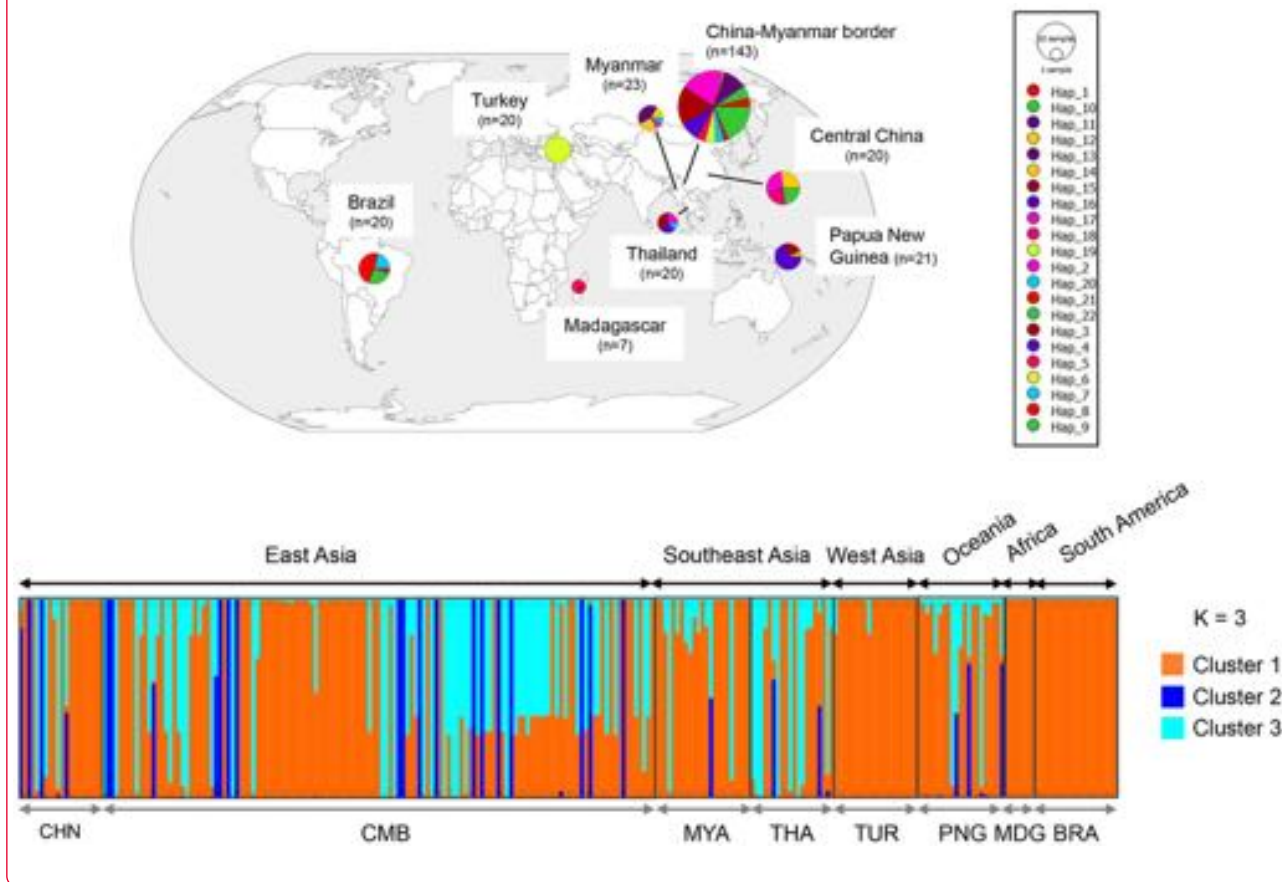 China-Myanmar border
(n=143)
Myanmar
(n=23)
Turkey
(n=20)
Central China
(n=20)
Brazil
(n=20)
Thailand
(n=20)
Papua New
Guinea (n=21)
Madagascar
(n=7)
samples
1 sample
Hap_1
Hap_10
Hap_11
Hap_12
Hap_13
Hap_14
Hap_15
Hap_16
Hap_17
Hap_18
Hap_19
Hap_2
Hap_20
Hap_21
Hap_22
Hap_3
Hap_4
Hap_5
Hap_6
Hap_7
Hap_8
Hap_9
East Asia
Southeast Asia
West Asia
Oceania
Africa
South America
K = 3
Cluster 1
Cluster 2
Cluster 3
CHN
CMB
MYA
THA
TUR
PNG
MDG
BRA